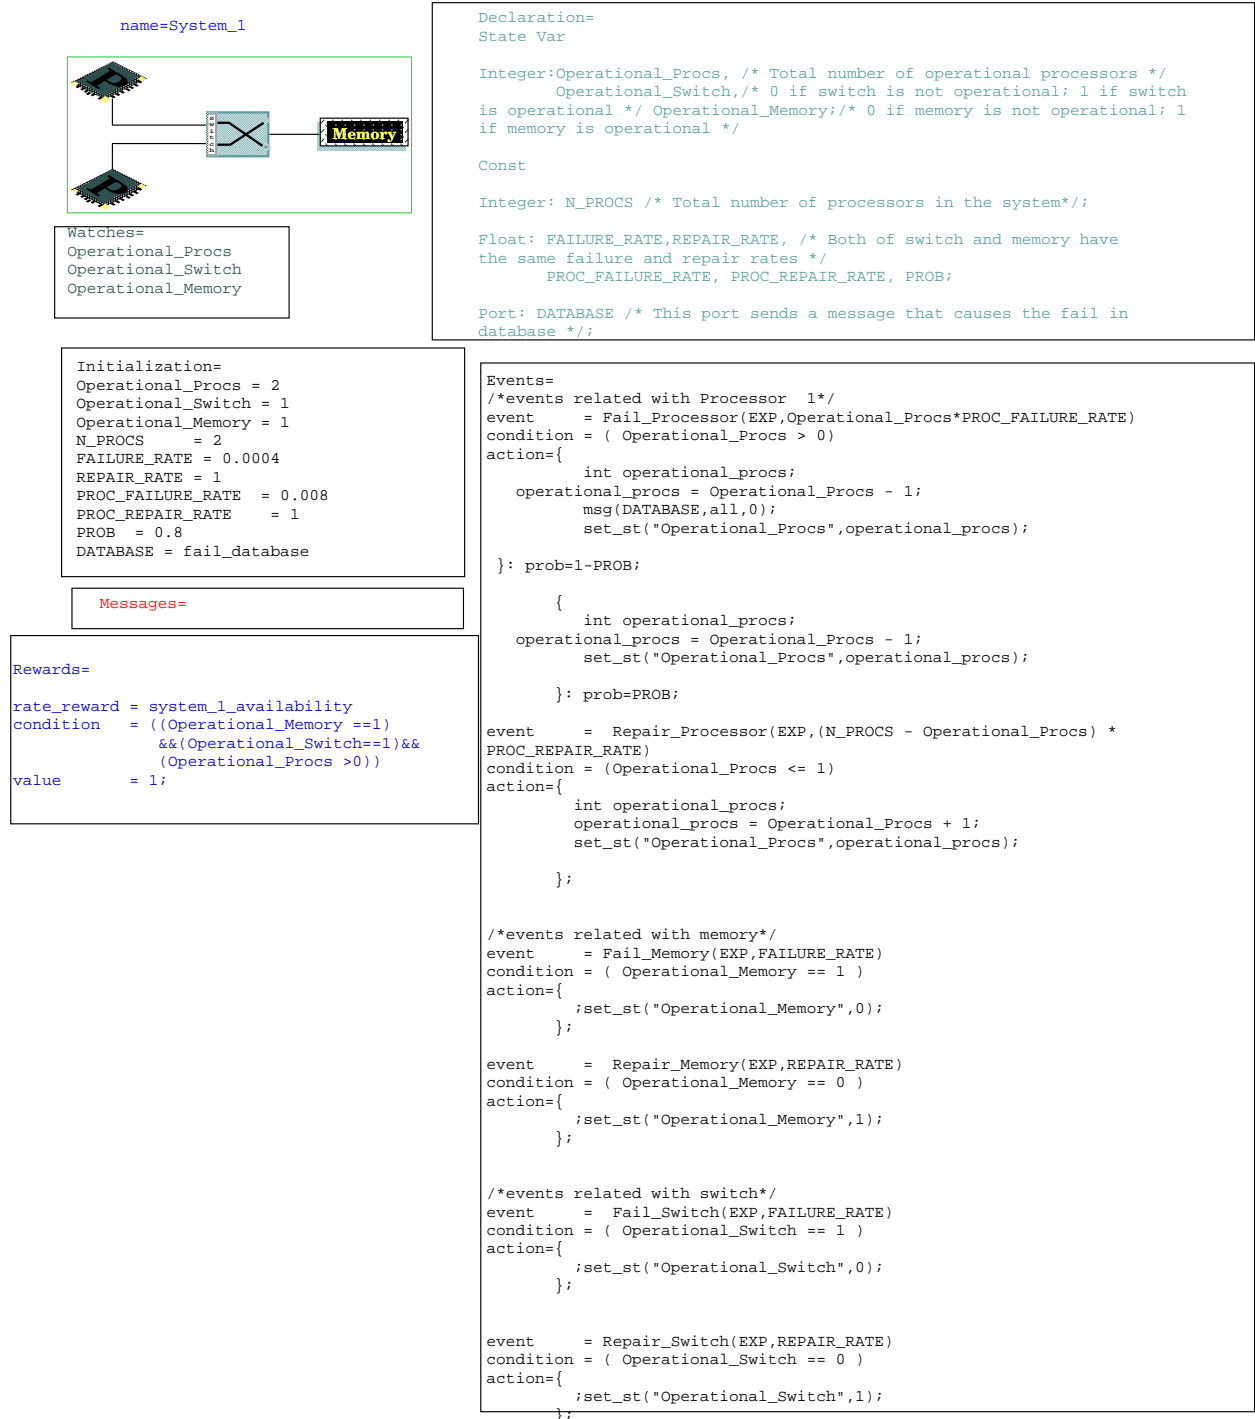 name=System_1
P
s
w
i
t
c
h
Memory
P
Watches=
Operational_Procs
Operational_Switch
Operational_Memory
Declaration=
State Var
Integer:Operational_Procs, /* Total number of operational processors */
Operational_Switch,/* 0 if switch is not operational; 1 if switch
is operational */ Operational_Memory;/* 0 if memory is not operational; 1
if memory is operational */
Const
Integer: N_PROCS /* Total number of processors in the system*/;
Float: FAILURE_RATE,REPAIR_RATE, /* Both of switch and memory have
the same failure and repair rates */
PROC_FAILURE_RATE, PROC_REPAIR_RATE, PROB;
Port: DATABASE /* This port sends a message that causes the fail in
database */;
Initialization=
Operational_Procs = 2
Operational_Switch = 1
Operational_Memory = 1
N_PROCS     = 2
FAILURE_RATE = 0.0004
REPAIR_RATE = 1
PROC_FAILURE_RATE  = 0.008
PROC_REPAIR_RATE    = 1
PROB  = 0.8
DATABASE = fail_database
Messages=
Rewards=
rate_reward = system_1_availability
condition   = ((Operational_Memory ==1)
&&(Operational_Switch==1)&&
(Operational_Procs >0))
value       = 1;
Events=
/*events related with Processor  1*/
event     = Fail_Processor(EXP,Operational_Procs*PROC_FAILURE_RATE)
condition = ( Operational_Procs > 0)
action={
int operational_procs;
operational_procs = Operational_Procs - 1;
msg(DATABASE,all,0);
set_st("Operational_Procs",operational_procs);
}: prob=1-PROB;
{
int operational_procs;
operational_procs = Operational_Procs - 1;
set_st("Operational_Procs",operational_procs);
}: prob=PROB;
event     =  Repair_Processor(EXP,(N_PROCS - Operational_Procs) *
PROC_REPAIR_RATE)
condition = (Operational_Procs <= 1)
action={
int operational_procs;
operational_procs = Operational_Procs + 1;
set_st("Operational_Procs",operational_procs);
};
/*events related with memory*/
event     = Fail_Memory(EXP,FAILURE_RATE)
condition = ( Operational_Memory == 1 )
action={
;set_st("Operational_Memory",0);
};
event     =  Repair_Memory(EXP,REPAIR_RATE)
condition = ( Operational_Memory == 0 )
action={
;set_st("Operational_Memory",1);
};
/*events related with switch*/
event     =  Fail_Switch(EXP,FAILURE_RATE)
condition = ( Operational_Switch == 1 )
action={
;set_st("Operational_Switch",0);
};
event     = Repair_Switch(EXP,REPAIR_RATE)
condition = ( Operational_Switch == 0 )
action={
;set_st("Operational_Switch",1);
};